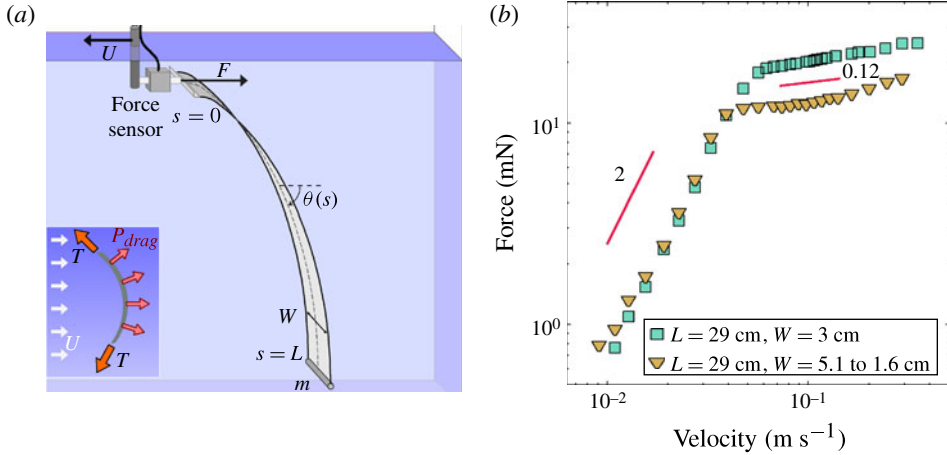 (a)
U
F
Force
sensor
s = 0
θ(s)
P_drag
T
U
T
W
s = L
m
(b)
Force (mN)
10¹
10⁰
0.12
2
L = 29 cm, W = 3 cm
L = 29 cm, W = 5.1 to 1.6 cm
10⁻²
10⁻¹
Velocity (m s⁻¹)